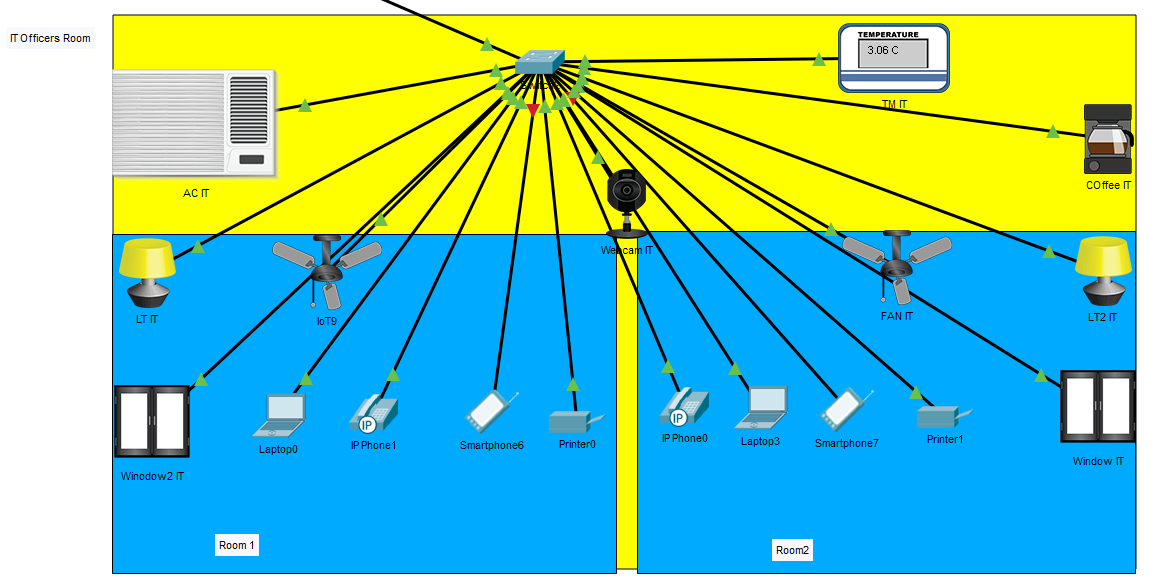 IT Officers Room
TEMPERATURE
3.06 C
TM IT
COffee IT
AC IT
Webcam IT
LT IT
IoT9
FAN IT
LT2 IT
Winodow2 IT
Laptop0
IP Phone1
Smartphone6
Printer0
IP
IP
IP Phone0
Laptop3
Smartphone7
Printer1
Window IT
Room 1
Room2